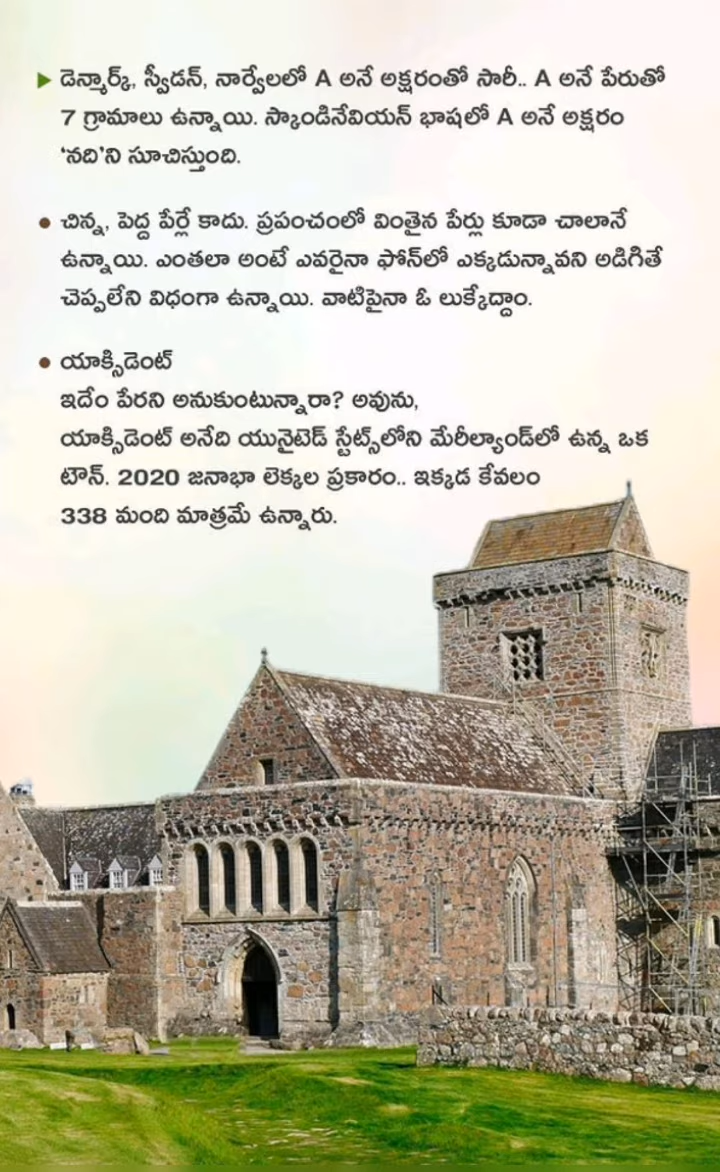 డెన్మార్క్, స్వీడన్, నార్వేలలో A అనే అక్షరంతో సారీ.. A అనే పేరుతో
7 గ్రామాలు ఉన్నాయి. స్కాండినేవియన్ భాషలో A అనే అక్షరం
‘నది’ని సూచిస్తుంది.
చిన్న, పెద్ద పేర్లే కాదు. ప్రపంచంలో వింతైన పేర్లు కూడా చాలానే
ఉన్నాయి. ఎంతలా అంటే ఎవరైనా ఫోన్‌లో ఎక్కడున్నావని అడిగితే
చెప్పలేని విధంగా ఉన్నాయి. వాటిపైనా ఓ లుక్కేద్దాం.
యాక్సిడెంట్
ఇదేం పేరని అనుకుంటున్నారా? అవును,
యాక్సిడెంట్ అనేది యునైటెడ్ స్టేట్స్‌లోని మేరీల్యాండ్‌లో ఉన్న ఒక
టౌన్. 2020 జనాభా లెక్కల ప్రకారం.. ఇక్కడ కేవలం
338 మంది మాత్రమే ఉన్నారు.